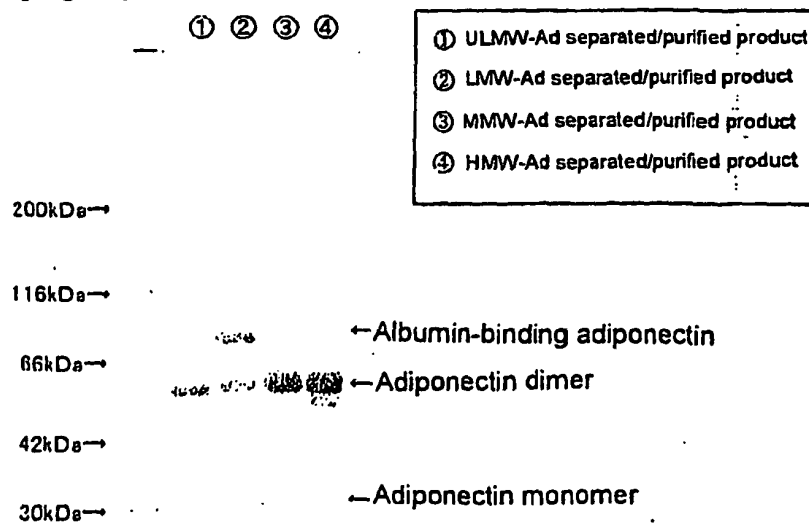 ① ② ③ ④
① ULMW-Ad separated/purified product
② LMW-Ad separated/purified product
③ MMW-Ad separated/purified product
④ HMW-Ad separated/purified product
200kDa→
116kDa→
←Albumin-binding adiponectin
66kDa→
←Adiponectin dimer
42kDa→
←Adiponectin monomer
30kDa→